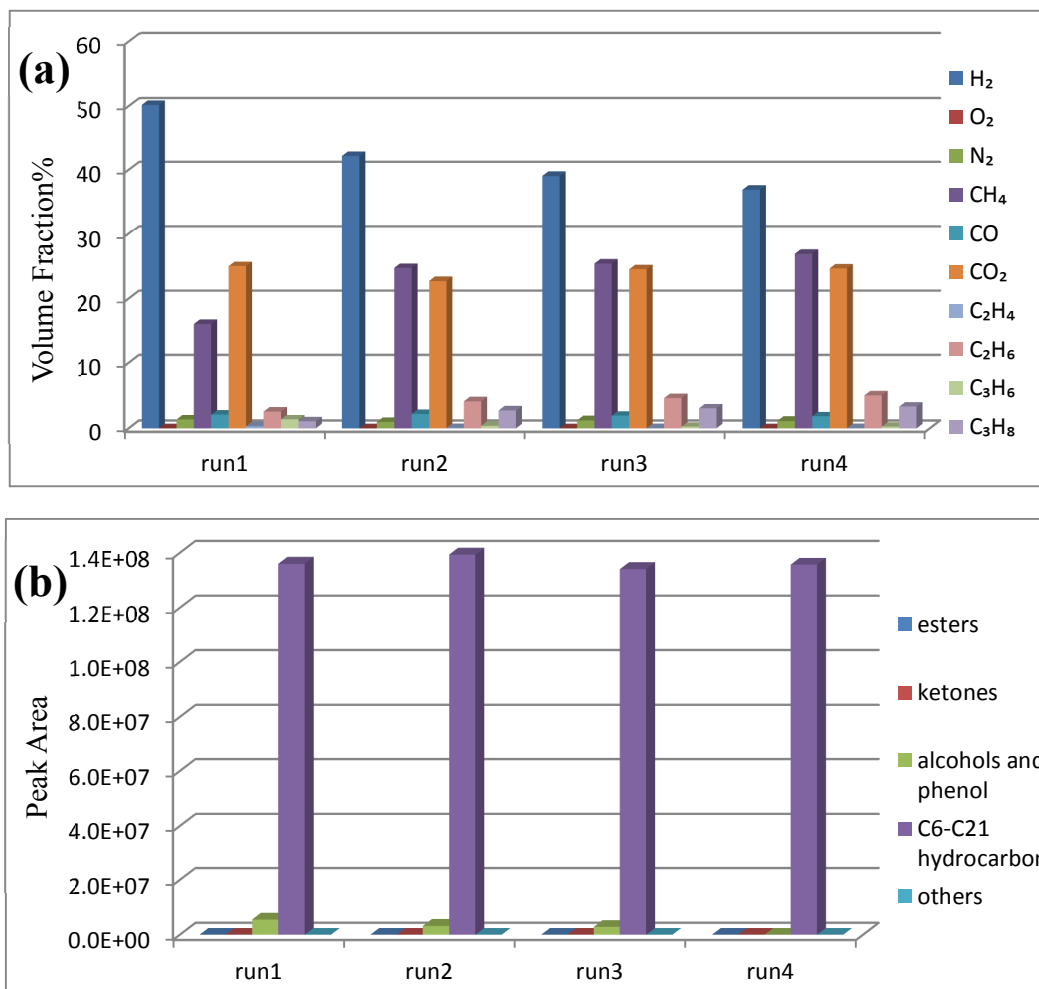 (a)
Volume Fraction%
60
50
40
30
20
10
0
run1 run2 run3 run4
H₂
O₂
N₂
CH₄
CO
CO₂
C₂H₄
C₂H₆
C₃H₆
C₃H₈
(b)
Peak Area
1.4E+08
1.2E+08
1.0E+08
8.0E+07
6.0E+07
4.0E+07
2.0E+07
0.0E+00
run1 run2 run3 run4
esters
ketones
alcohols and
phenol
C6-C21
hydrocarbon
others